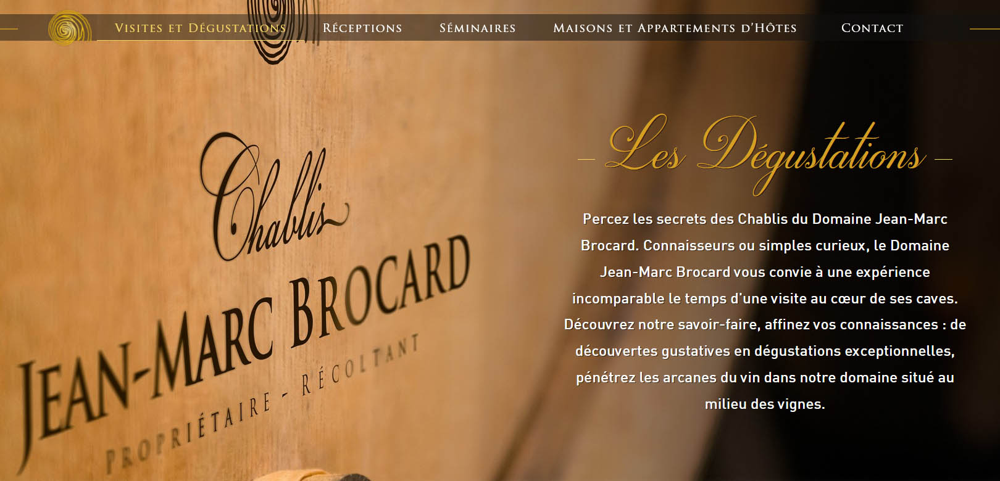 Visites et Dégustations
Réceptions
Séminaires
Maisons et Appartements d'Hôtes
Contact
Chablis
Jean-Marc Brocard
Propriétaire - Récoltant
Les Dégustations
Percez les secrets des Chablis du Domaine Jean-Marc
Brocard. Connaisseurs ou simples curieux, le Domaine
Jean-Marc Brocard vous convie à une expérience
incomparable le temps d'une visite au cœur de ses caves.
Découvrez notre savoir-faire, affinez vos connaissances : de
découvertes gustatives en dégustations exceptionnelles,
pénétrez les arcanes du vin dans notre domaine situé au
milieu des vignes.